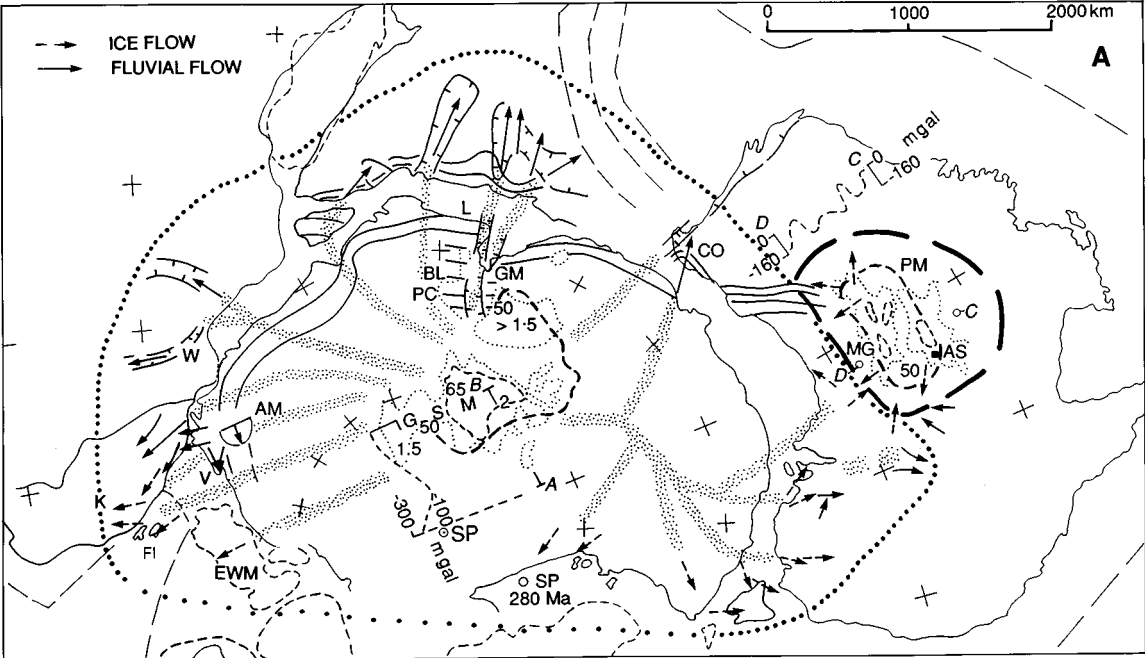 0 1000 2000 km
ICE FLOW
FLUVIAL FLOW
A
C 0 mgal
-160
D
0
-160
L
CO
BL
GM
PM
PC
50
> 1·5
C
W
MG
AS
D
50
65 B
M
2
AM
S
G 50
1.5
V
A
K
-300
100
SP
mgal
FI
EWM
SP
280 Ma